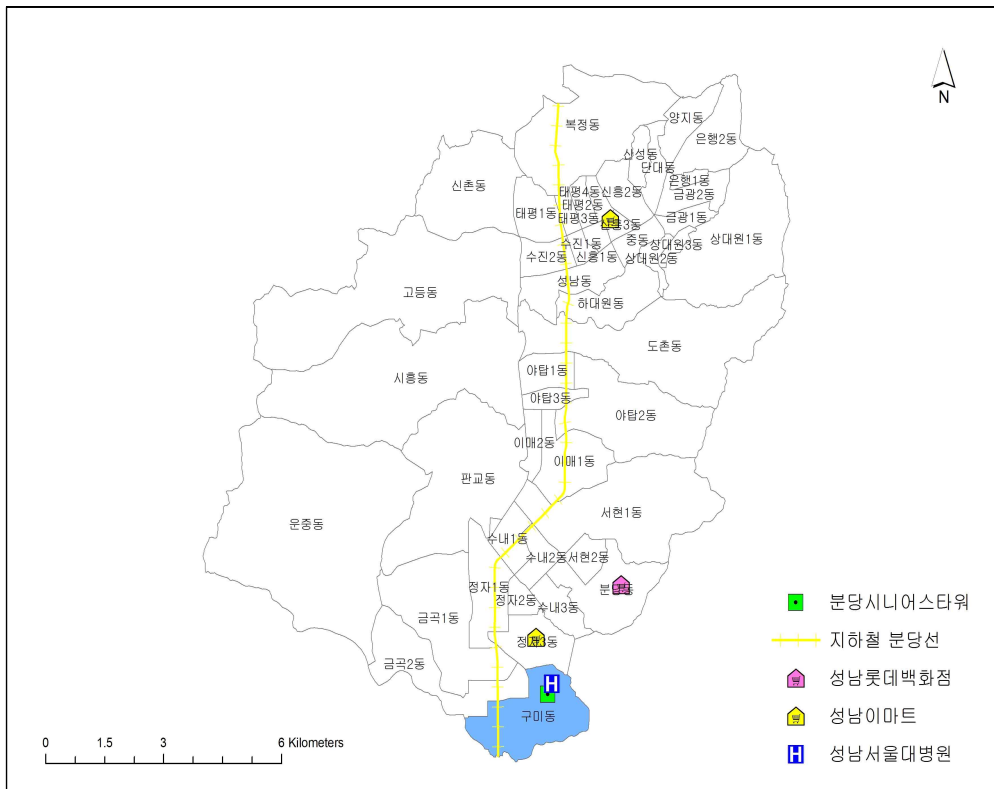 N
복정동
양지동
은행2동
산성동
단대동
은행1동
금광2동
신촌동
태평4동
신흥2동
태평2동
태평1동
태평3동
금광1동
수진1동
중동
상대원3동
상대원1동
수진2동
신흥1동
상대원2동
성남동
고등동
하대원동
도촌동
시흥동
야탑1동
야탑3동
야탑2동
이매2동
이매1동
판교동
서현1동
운중동
수내1동
수내2동
서현2동
정자1동
정자2동
수내3동
금곡1동
금곡2동
구미동
분당시니어스타워
지하철 분당선
성남롯데백화점
성남이마트
성남서울대병원
H
H
0 1.5 3 6 Kilometers